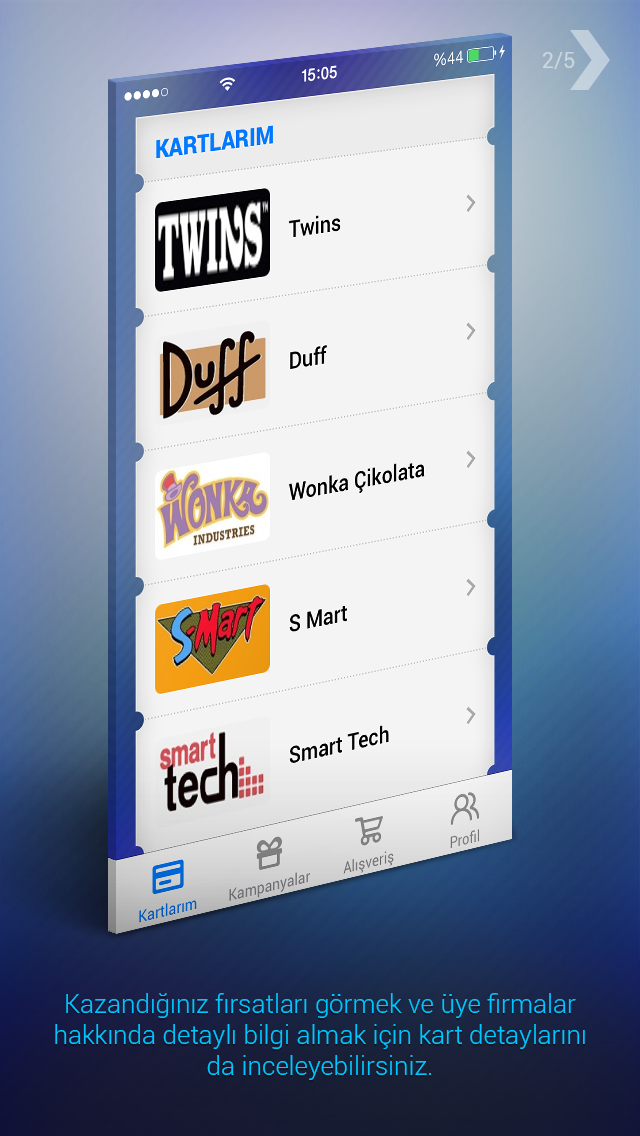 15:05
%44
2/5
KARTLARIM
TWINS™
Twins
Duff
Duff
WONKA
INDUSTRIES
Wonka Çikolata
S-Mart
S Mart
smart
tech
Smart Tech
Kartlarım
Kampanyalar
Alışveriş
Profil
Kazandığınız fırsatları görmek ve üye firmalar
hakkında detaylı bilgi almak için kart detaylarını
da inceleyebilirsiniz.